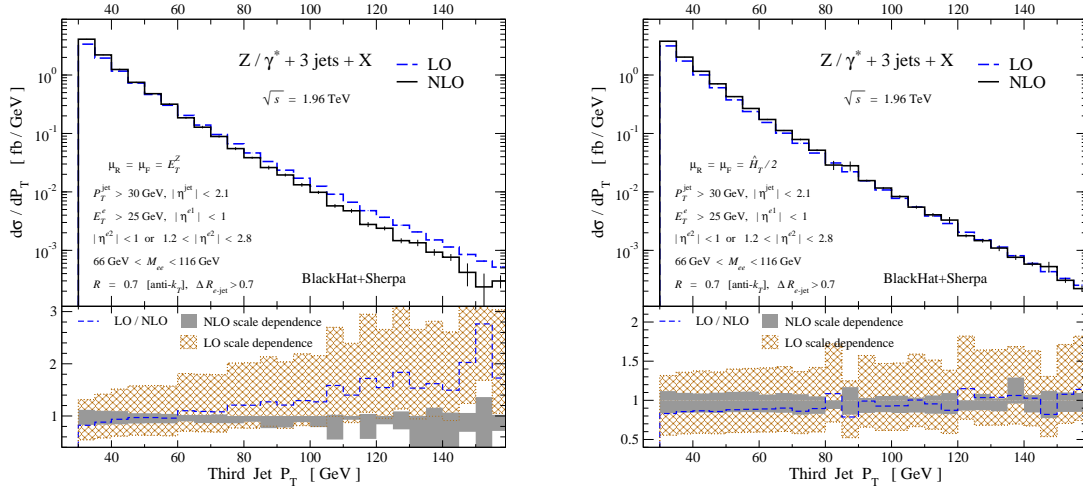 40 60 80 100 120 140
Z / γ* + 3 jets + X
LO
NLO
√s = 1.96 TeV
μ_R = μ_F = E_T^Z
P_T^jet > 30 GeV, | η^jet | < 2.1
E_T^e > 25 GeV, | η^e1 | < 1
| η^e2 | < 1 or 1.2 < | η^e2 | < 2.8
66 GeV < M_ee < 116 GeV
R = 0.7 [anti-k_T], Δ R_e-jet > 0.7
BlackHat+Sherpa
dσ / dP_T [ fb / GeV ]
10^0
10^-1
10^-2
10^-3
LO / NLO
NLO scale dependence
LO scale dependence
3
2
1
40 60 80 100 120 140
Third Jet P_T [ GeV ]
40 60 80 100 120 140
Z / γ* + 3 jets + X
LO
NLO
√s = 1.96 TeV
μ_R = μ_F = Ĥ_T / 2
P_T^jet > 30 GeV, | η^jet | < 2.1
E_T^e > 25 GeV, | η^e1 | < 1
| η^e2 | < 1 or 1.2 < | η^e2 | < 2.8
66 GeV < M_ee < 116 GeV
R = 0.7 [anti-k_T], Δ R_e-jet > 0.7
BlackHat+Sherpa
dσ / dP_T [ fb / GeV ]
10^0
10^-1
10^-2
10^-3
LO / NLO
NLO scale dependence
LO scale dependence
2
1.5
1
0.5
40 60 80 100 120 140
Third Jet P_T [ GeV ]